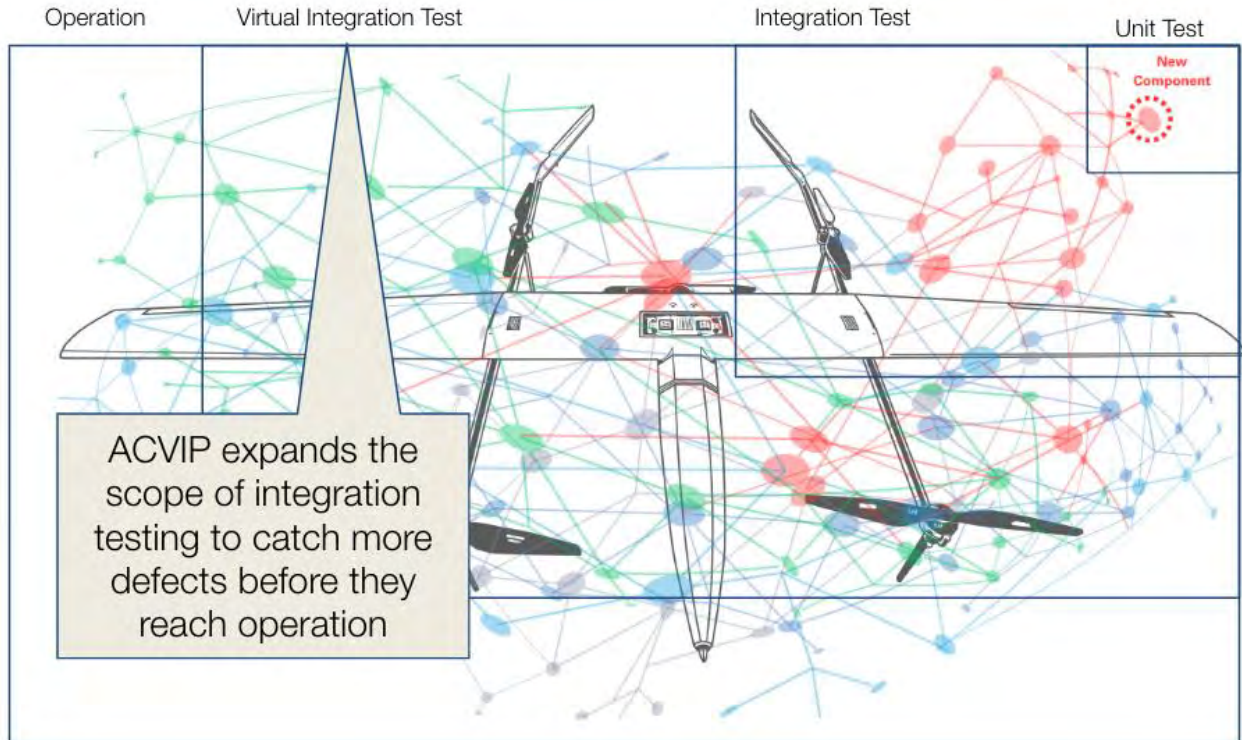 Operation
Virtual Integration Test
Integration Test
Unit Test
New
Component
ACVIP expands the
scope of integration
testing to catch more
defects before they
reach operation